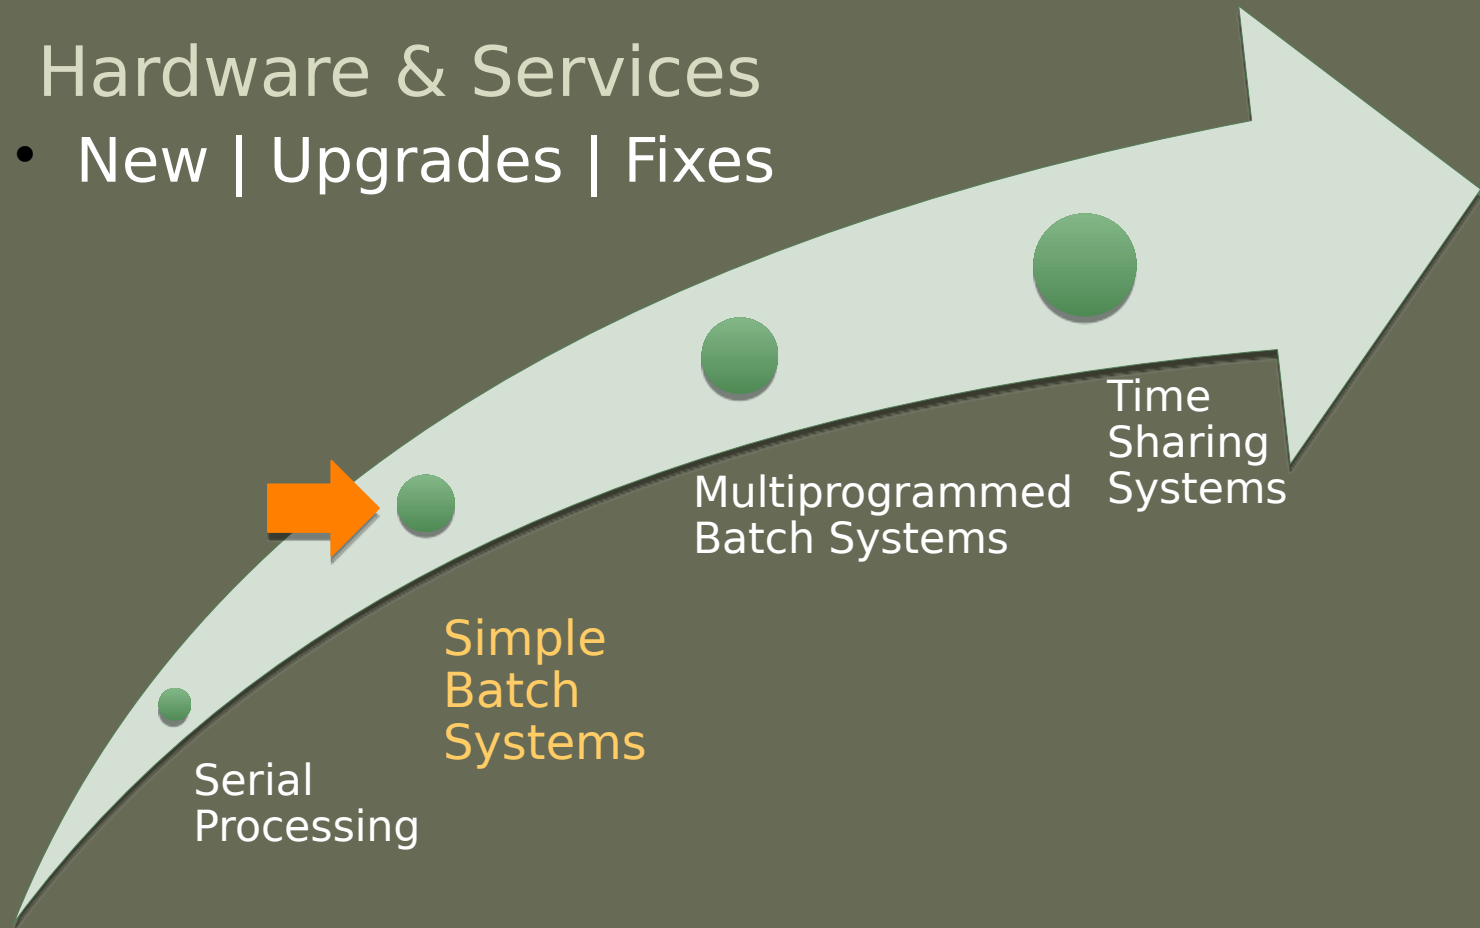 Hardware & Services
• New | Upgrades | Fixes
Time
Sharing
Systems
Multiprogrammed
Batch Systems
Simple
Batch
Systems
Serial
Processing